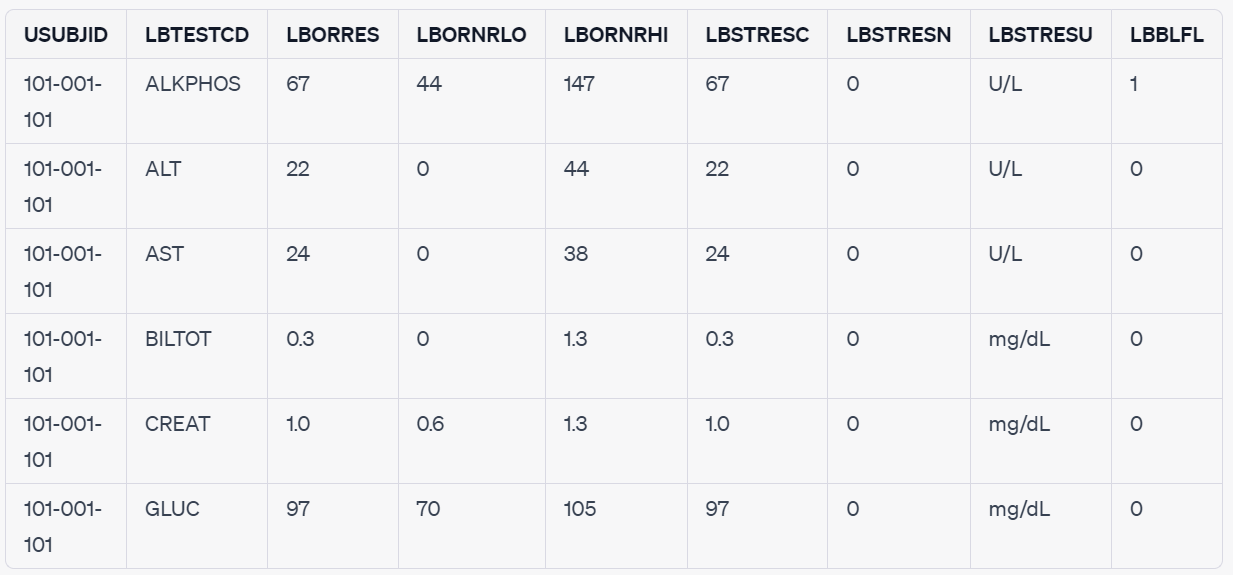 USUBJID LBTESTCD LBORRES LBORNRLO LBORNRHI LBSTRESC LBSTRESN LBSTRESU LBBLFL
101-001- ALKPHOS 67 44 147 67 0 U/L 1
101
101-001- ALT 22 0 44 22 0 U/L 0
101
101-001- AST 24 0 38 24 0 U/L 0
101
101-001- BILTOT 0.3 0 1.3 0.3 0 mg/dL 0
101
101-001- CREAT 1.0 0.6 1.3 1.0 0 mg/dL 0
101
101-001- GLUC 97 70 105 97 0 mg/dL 0
101